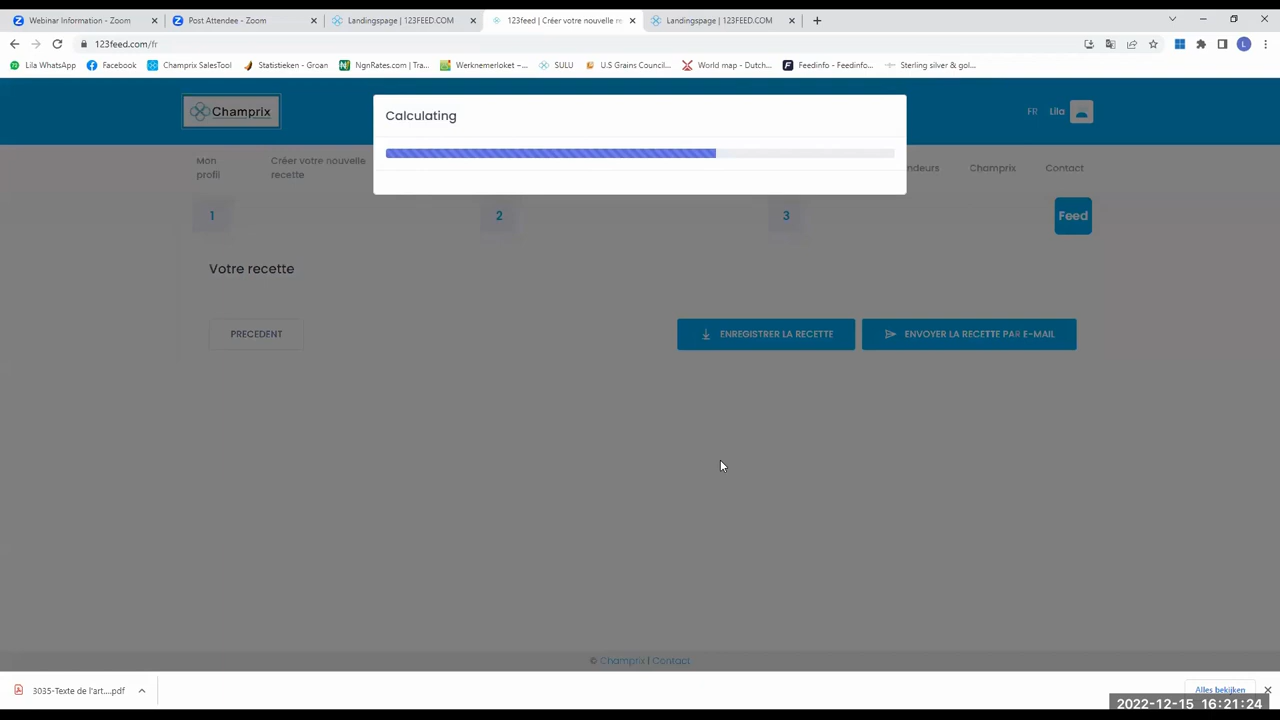 Webinar Information - Zoom
Post Attendee - Zoom
Landingspage | 123FEED.COM
123feed | Créer votre nouvelle re
Landingspage | 123FEED.COM
123feed.com/fr
Lila WhatsApp
Facebook
Champrix SalesTool
Statistieken - Groan
NgnRates.com | Tra...
Werknemerloket –...
SULU
U.S Grains Council...
World map - Dutch...
Feedinfo - Feedinfo...
Sterling silver & gol...
Champrix
Calculating
FR
Lila
Mon profil
Créer votre nouvelle recette
ndeurs
Champrix
Contact
1
2
3
Feed
Votre recette
PRECEDENT
ENREGISTRER LA RECETTE
ENVOYER LA RECETTE PAR E-MAIL
© Champrix | Contact
3035-Texte de l'art....pdf
Alles bekijken
2022-12-15 16:21:24